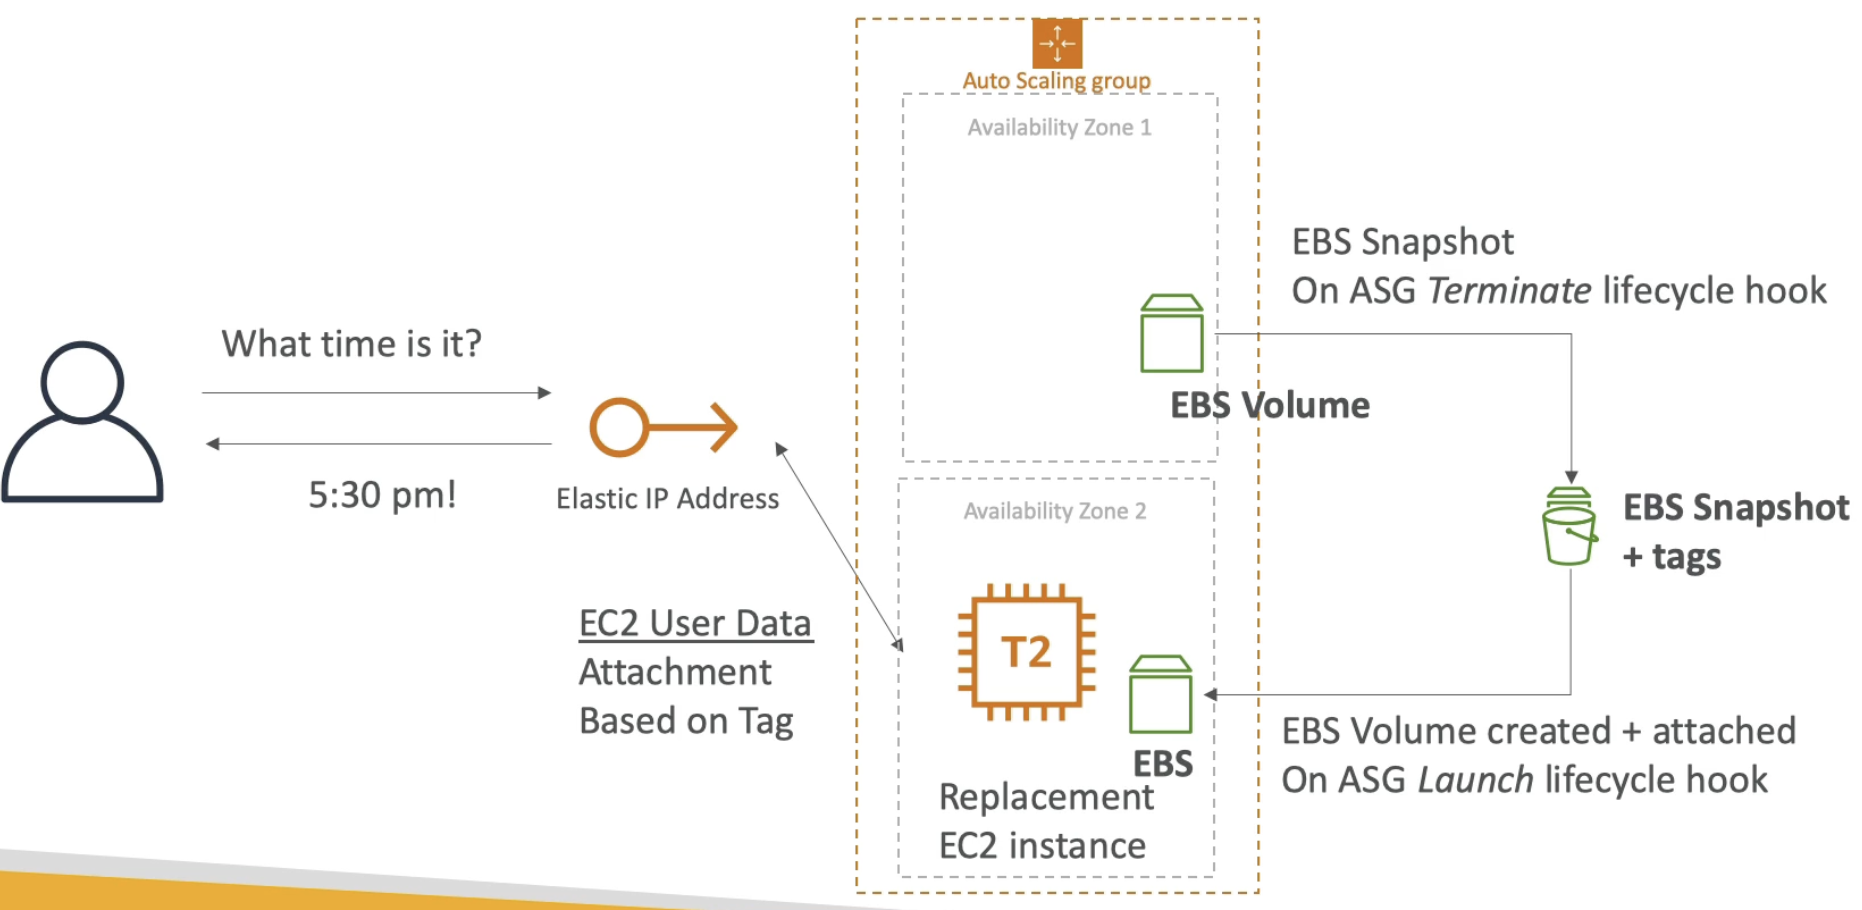 Auto Scaling group
Availability Zone 1
EBS Snapshot
On ASG Terminate lifecycle hook
What time is it?
EBS Volume
5:30 pm!
Elastic IP Address
Availability Zone 2
EBS Snapshot
+ tags
EC2 User Data
Attachment
Based on Tag
T2
EBS
EBS Volume created + attached
On ASG Launch lifecycle hook
Replacement
EC2 instance